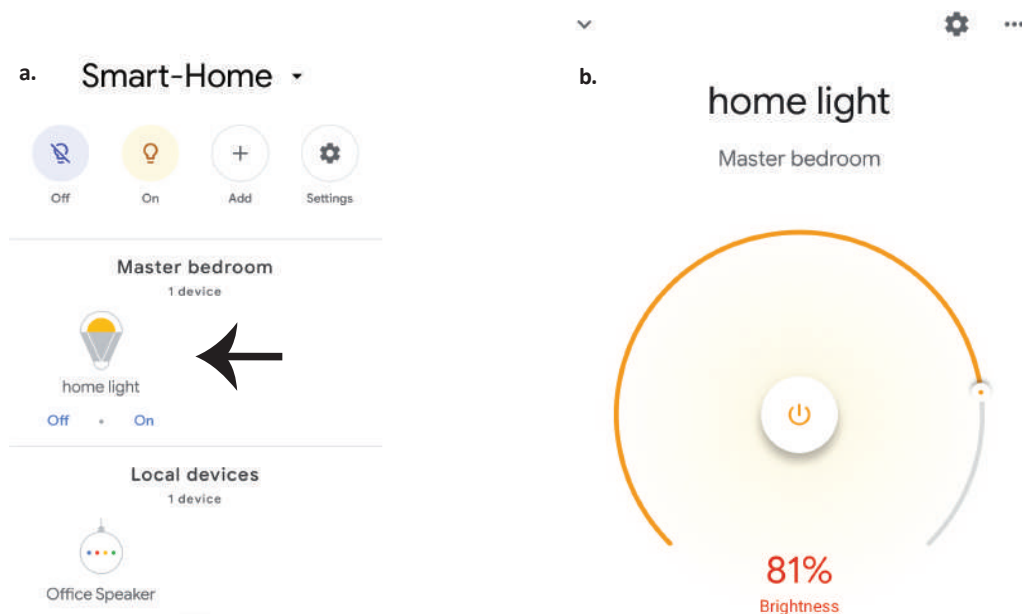 a.
Smart-Home
Off On Add Settings
Master bedroom
1 device
home light
Off • On
Local devices
1 device
Office Speaker
b.
home light
Master bedroom
81%
Brightness